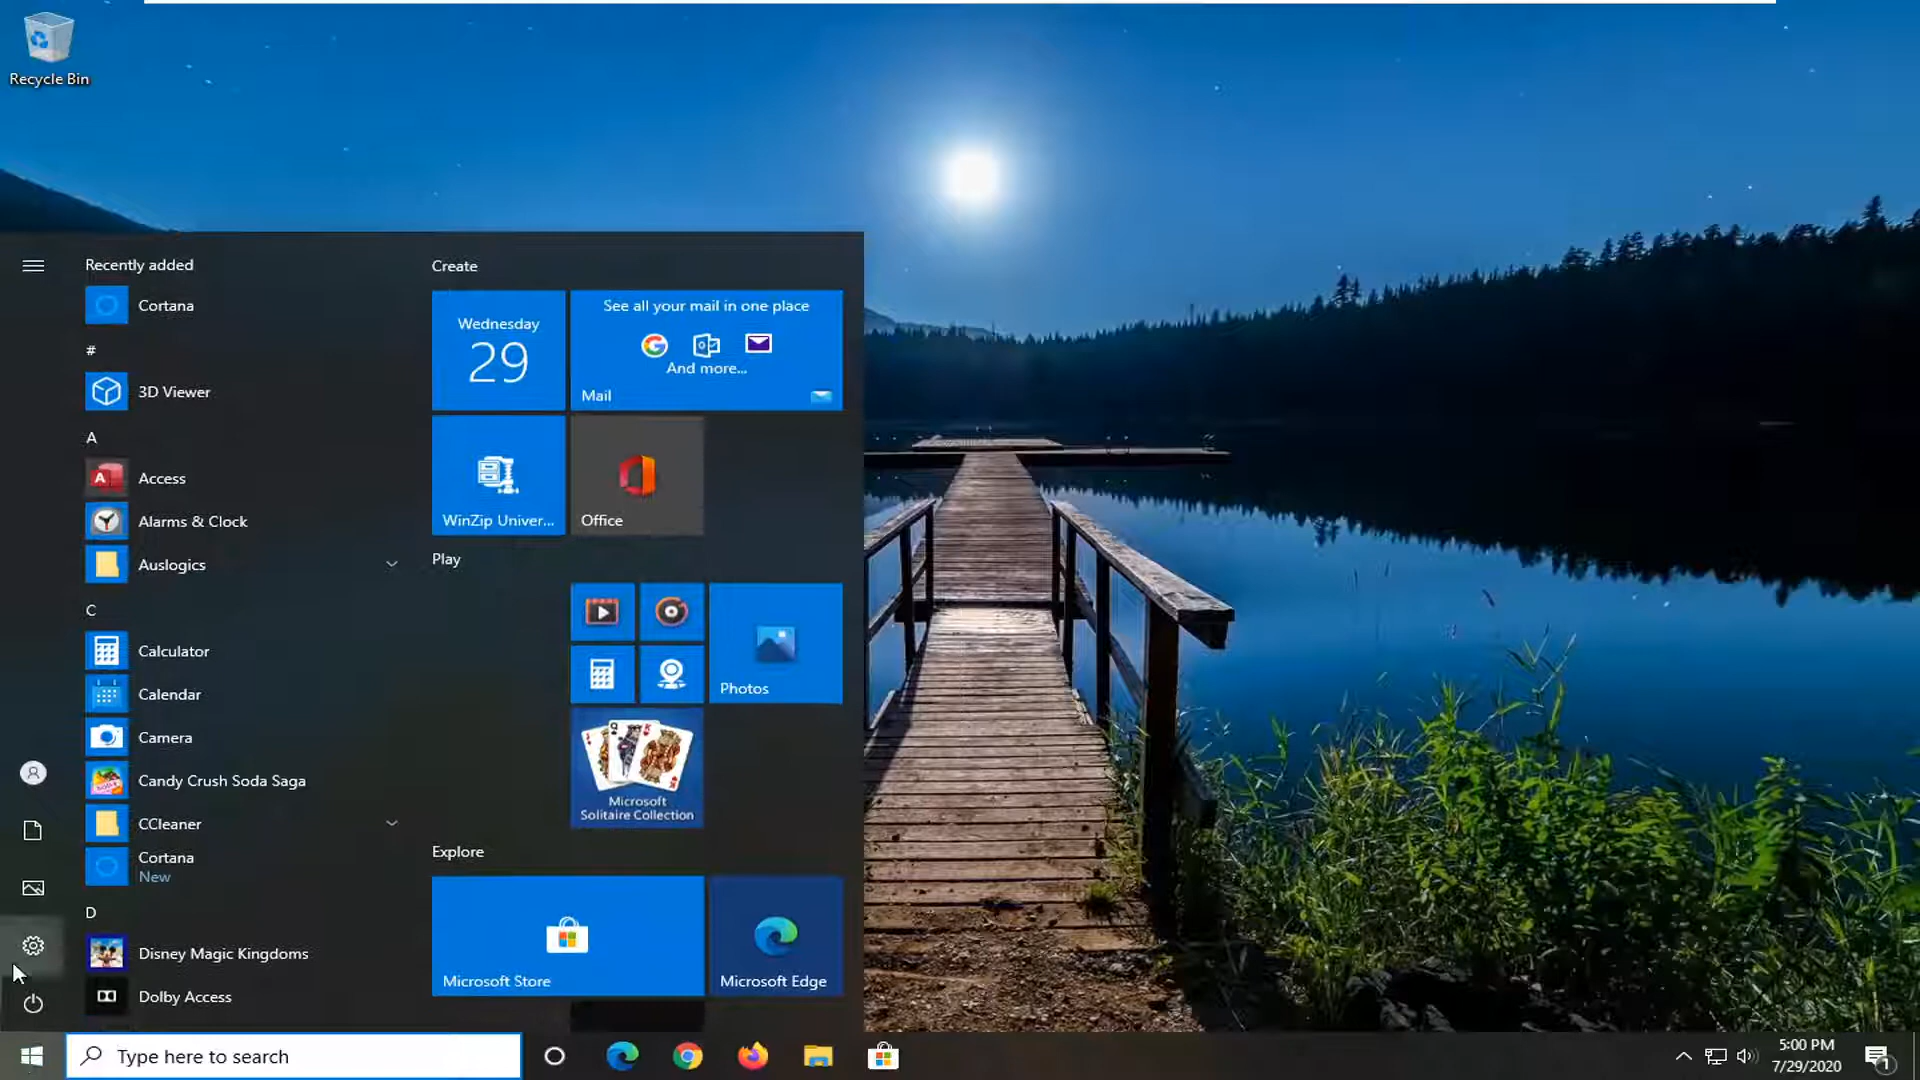 Recycle Bin
Recently added
Cortana
#
3D Viewer
A
Access
Alarms & Clock
Auslogics
C
Calculator
Calendar
Camera
Candy Crush Soda Saga
CCleaner
Cortana
New
D
Disney Magic Kingdoms
Dolby Access
Create
Wednesday
29
See all your mail in one place
And more...
Mail
WinZip Univer...
Office
Play
Photos
Microsoft
Solitaire Collection
Explore
Microsoft Store
Microsoft Edge
Type here to search
5:00 PM
7/29/2020
1